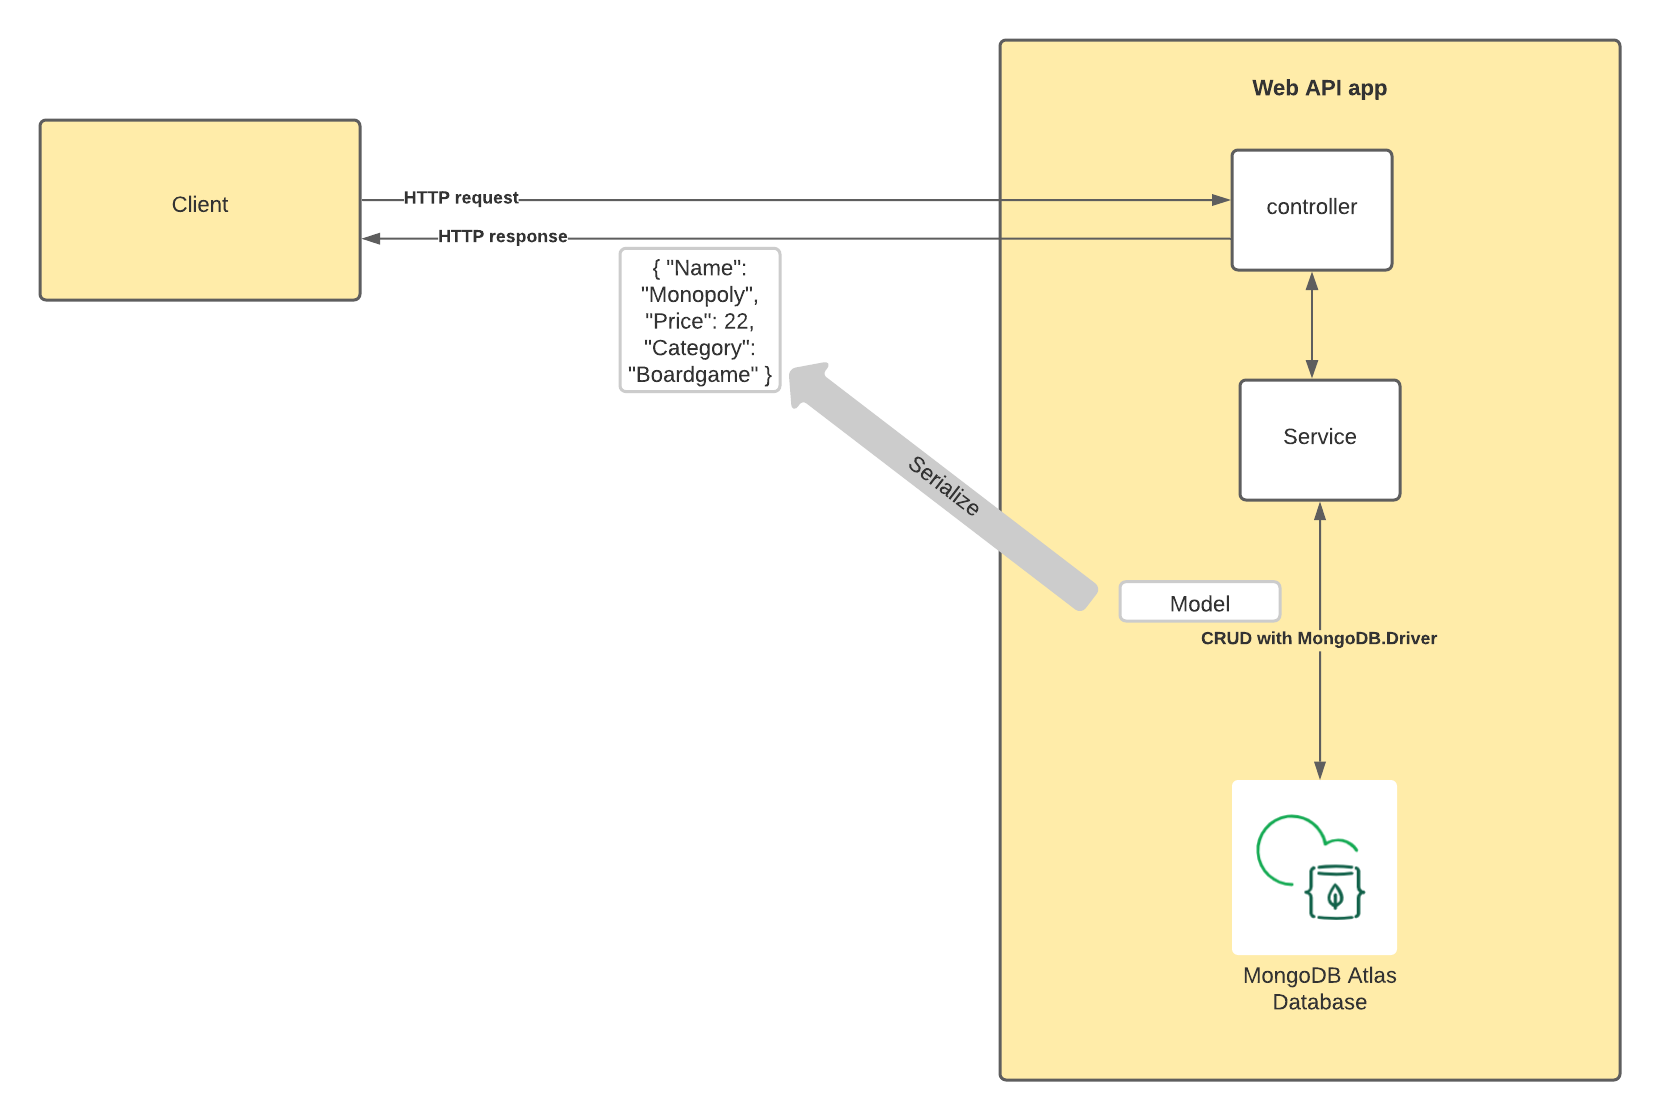 Web API app
Client
HTTP request
controller
HTTP response
{ "Name":
"Monopoly",
"Price": 22,
"Category":
"Boardgame" }
Service
Serialize
Model
CRUD with MongoDB.Driver
MongoDB Atlas
Database